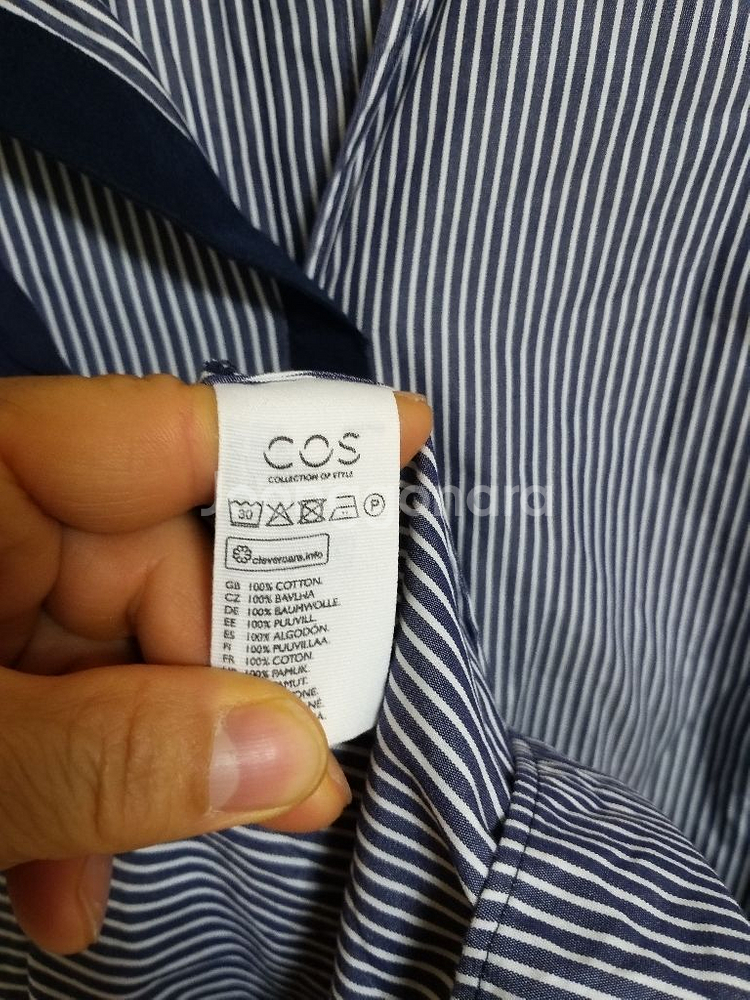 COS
COLLECTION OF STYLE
30 P
clevercare.info
GB 100% COTTON.
CZ 100% BAVLNA
DE 100% BAUMWOLLE.
EE 100% PUUVILL.
ES 100% ALGODÓN.
FI 100% PUUVILLAA.
FR 100% COTON.
100% PAMUK.